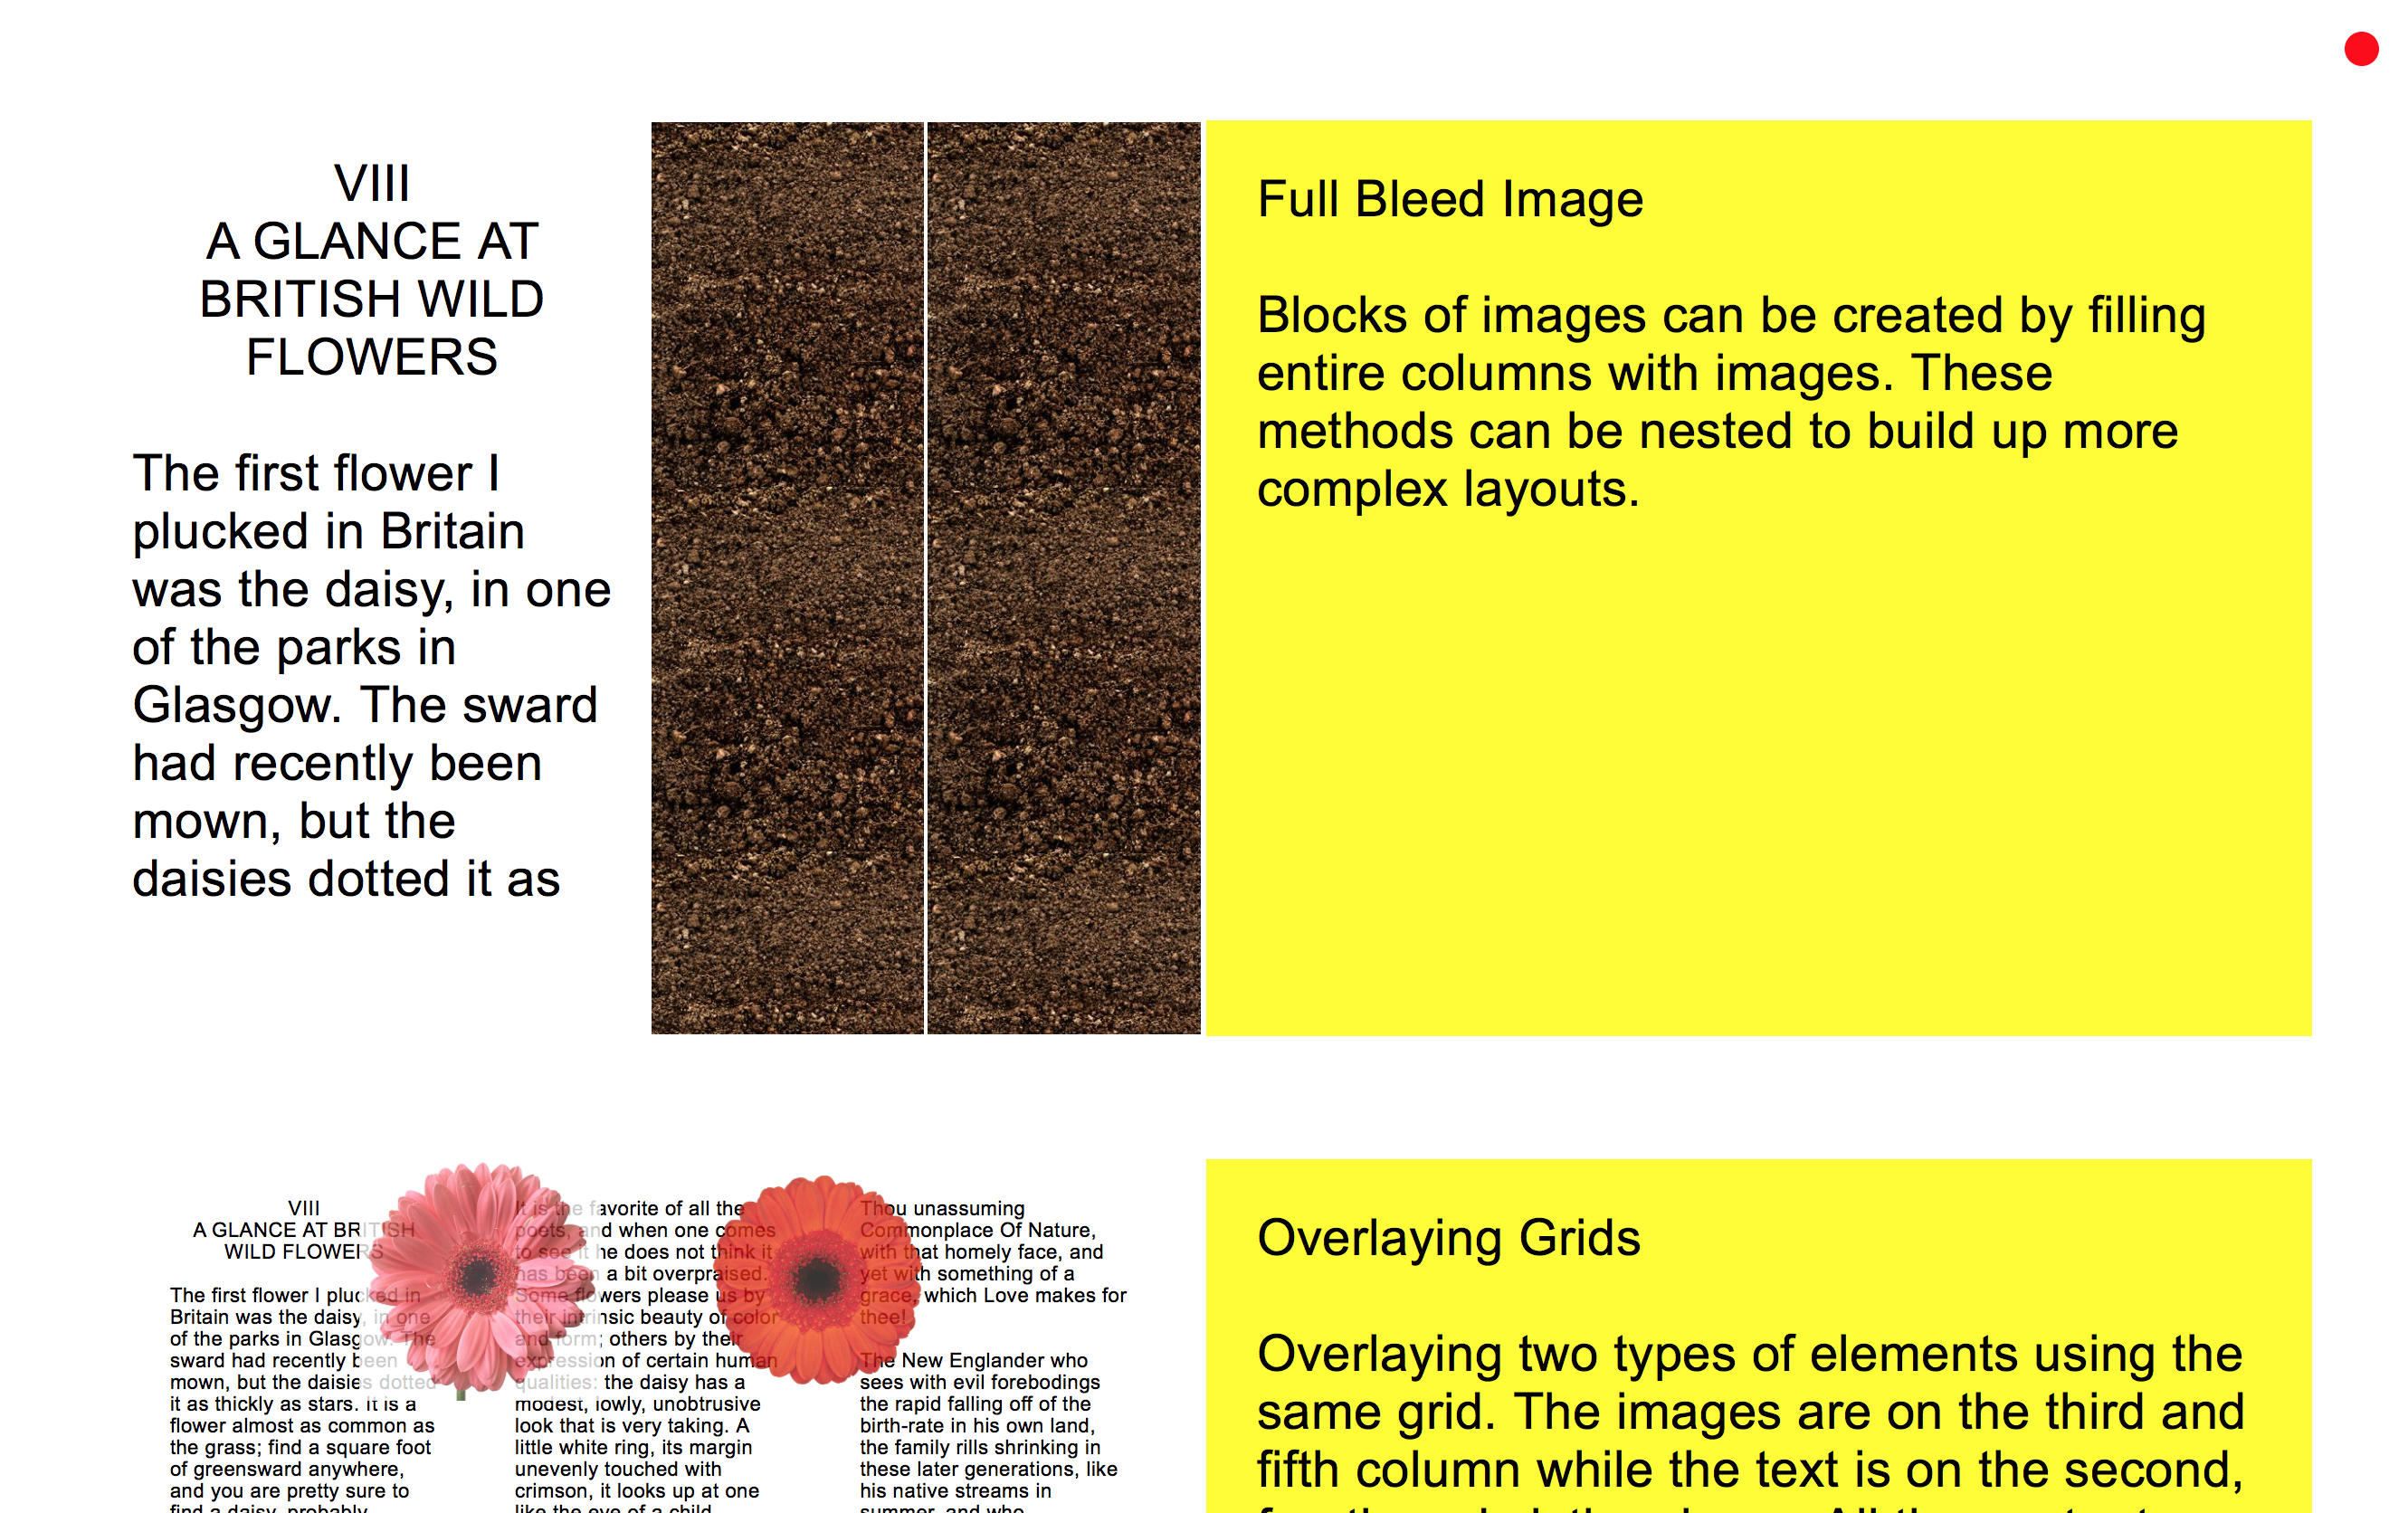 VIII
A GLANCE AT
BRITISH WILD
FLOWERS
The first flower I
plucked in Britain
was the daisy, in one
of the parks in
Glasgow. The sward
had recently been
mown, but the
daisies dotted it as
Full Bleed Image
Blocks of images can be created by filling
entire columns with images. These
methods can be nested to build up more
complex layouts.
VIII
A GLANCE AT BRITISH
WILD FLOWERS
The first flower I plucked in
Britain was the daisy, in one
of the parks in Glasgow. The
sward had recently been
mown, but the daisies dotted
it as thickly as stars. It is a
flower almost as common as
the grass; find a square foot
of greensward anywhere,
and you are pretty sure to
find a daisy, probably
It is the favorite of all the
poets, and when one comes
to see it he does not think it
has been a bit overpraised.
Some flowers please us by
their intrinsic beauty of color
and form; others by their
expression of certain human
qualities: the daisy has a
modest, lowly, unobtrusive
look that is very taking. A
little white ring, its margin
unevenly touched with
crimson, it looks up at one
like the eye of a child.
Thou unassuming
Commonplace Of Nature,
with that homely face, and
yet with something of a
grace, which Love makes for
thee!
The New Englander who
sees with evil forebodings
the rapid falling off of the
birth-rate in his own land,
the family rills shrinking in
these later generations, like
his native streams in
summer, and who
Overlaying Grids
Overlaying two types of elements using the
same grid. The images are on the third and
fifth column while the text is on the second,